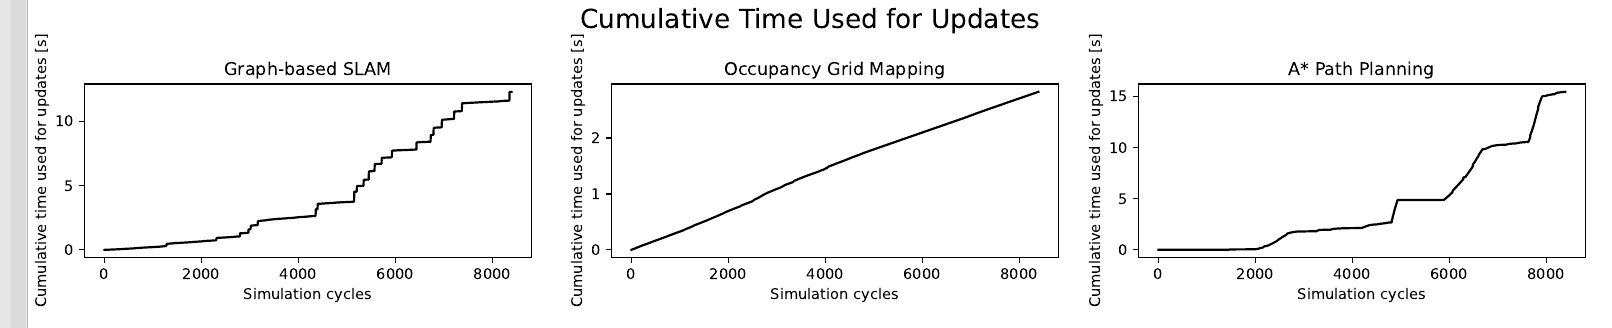 Cumulative Time Used for Updates
Graph-based SLAM
Cumulative time used for updates [s]
10
5
0
0 2000 4000 6000 8000
Simulation cycles
Occupancy Grid Mapping
Cumulative time used for updates [s]
2
1
0
0 2000 4000 6000 8000
Simulation cycles
A* Path Planning
Cumulative time used for updates [s]
15
10
5
0
0 2000 4000 6000 8000
Simulation cycles